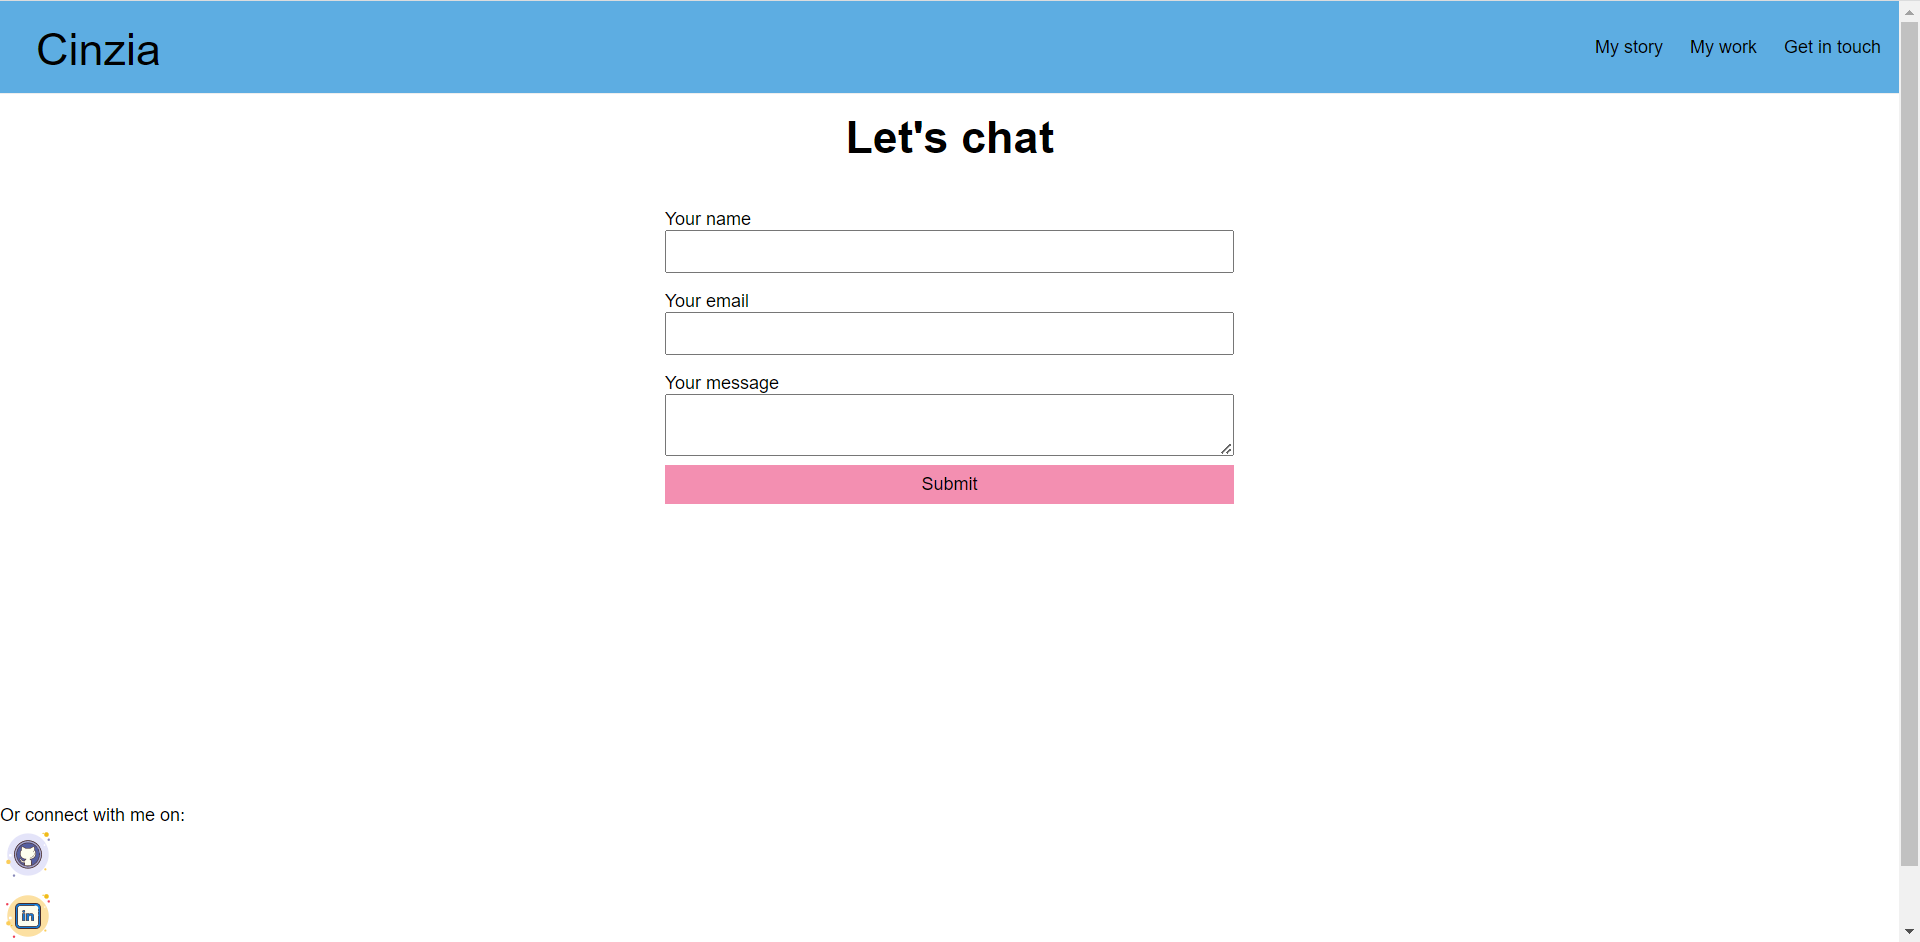 Cinzia
My story My work Get in touch
Let's chat
Your name
Your email
Your message
Submit
Or connect with me on:
in